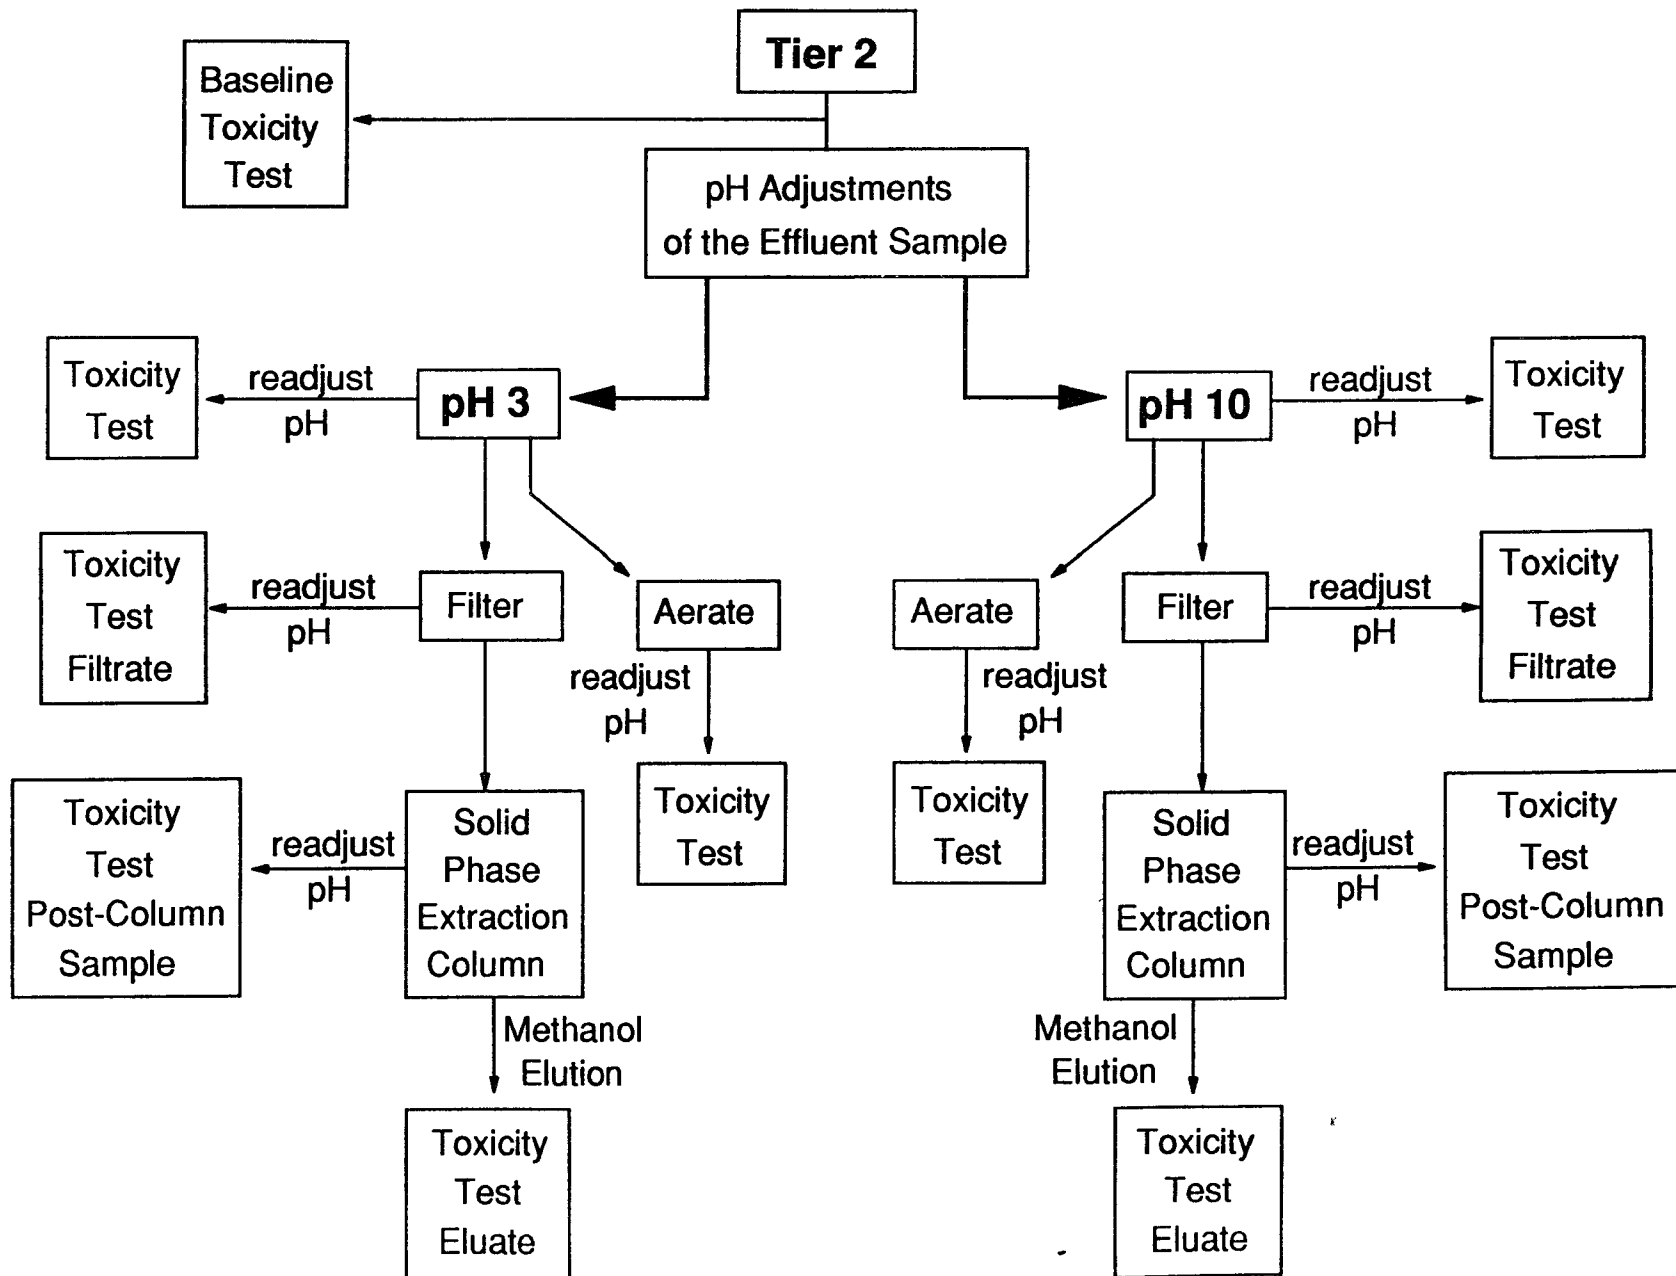 Tier 2
Baseline
Toxicity
Test
pH Adjustments
of the Effluent Sample
Toxicity
Test
readjust
pH
pH 3
pH 10
readjust
pH
Toxicity
Test
Toxicity
Test
Filtrate
readjust
pH
Filter
Aerate
readjust
pH
Toxicity
Test
Aerate
readjust
pH
Toxicity
Test
Filter
readjust
pH
Toxicity
Test
Filtrate
Toxicity
Test
Post-Column
Sample
readjust
pH
Solid
Phase
Extraction
Column
Methanol
Elution
Toxicity
Test
Eluate
Solid
Phase
Extraction
Column
readjust
pH
Toxicity
Test
Post-Column
Sample
Methanol
Elution
Toxicity
Test
Eluate